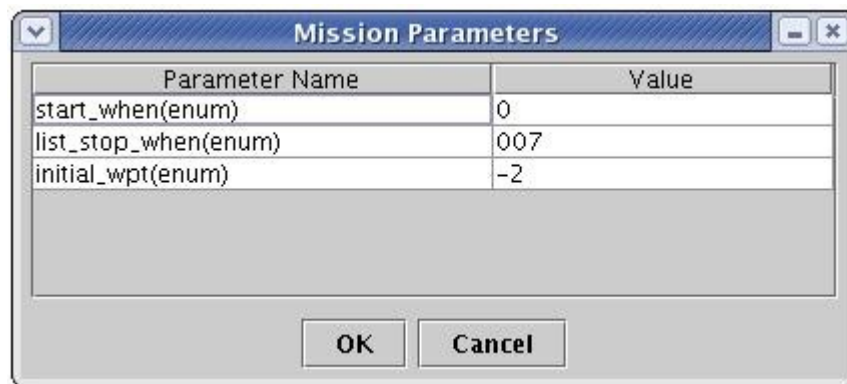 Mission Parameters
Parameter Name Value
start_when(enum) 0
list_stop_when(enum) 007
initial_wpt(enum) -2
OK Cancel